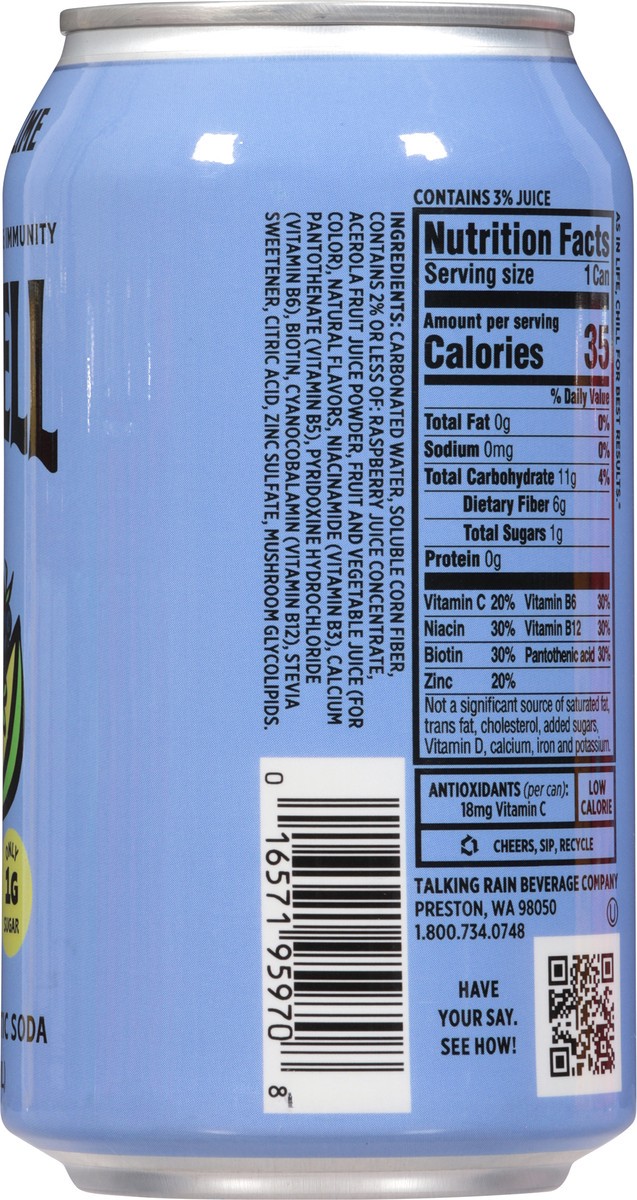 IMMUNITY
ELL
ONLY
1G
SUGAR
C SODA
INGREDIENTS: CARBONATED WATER, SOLUBLE CORN FIBER,
CONTAINS 2% OR LESS OF: RASPBERRY JUICE CONCENTRATE,
ACEROLA FRUIT JUICE POWDER, FRUIT AND VEGETABLE JUICE (FOR
COLOR), NATURAL FLAVORS, NIACINAMIDE (VITAMIN B3), CALCIUM
PANTOTHENATE (VITAMIN B5), PYRIDOXINE HYDROCHLORIDE
(VITAMIN B6), BIOTIN, CYANOCOBALAMIN (VITAMIN B12), STEVIA
SWEETENER, CITRIC ACID, ZINC SULFATE, MUSHROOM GLYCOLIPIDS.
0 16571 95970 8
CONTAINS 3% JUICE
Nutrition Facts
Serving size 1 Can
Amount per serving
Calories 35
% Daily Value
Total Fat 0g 0%
Sodium 0mg 0%
Total Carbohydrate 11g 4%
Dietary Fiber 6g
Total Sugars 1g
Protein 0g
Vitamin C 20% Vitamin B6 30%
Niacin 30% Vitamin B12 30%
Biotin 30% Pantothenic acid 30%
Zinc 20%
Not a significant source of saturated fat,
trans fat, cholesterol, added sugars,
Vitamin D, calcium, iron and potassium.
AS IN LIFE, CHILL FOR BEST RESULTS.
ANTIOXIDANTS (per can):
18mg Vitamin C
LOW
CALORIE
CHEERS, SIP, RECYCLE
TALKING RAIN BEVERAGE COMPANY
PRESTON, WA 98050
1.800.734.0748
U
HAVE
YOUR SAY.
SEE HOW!